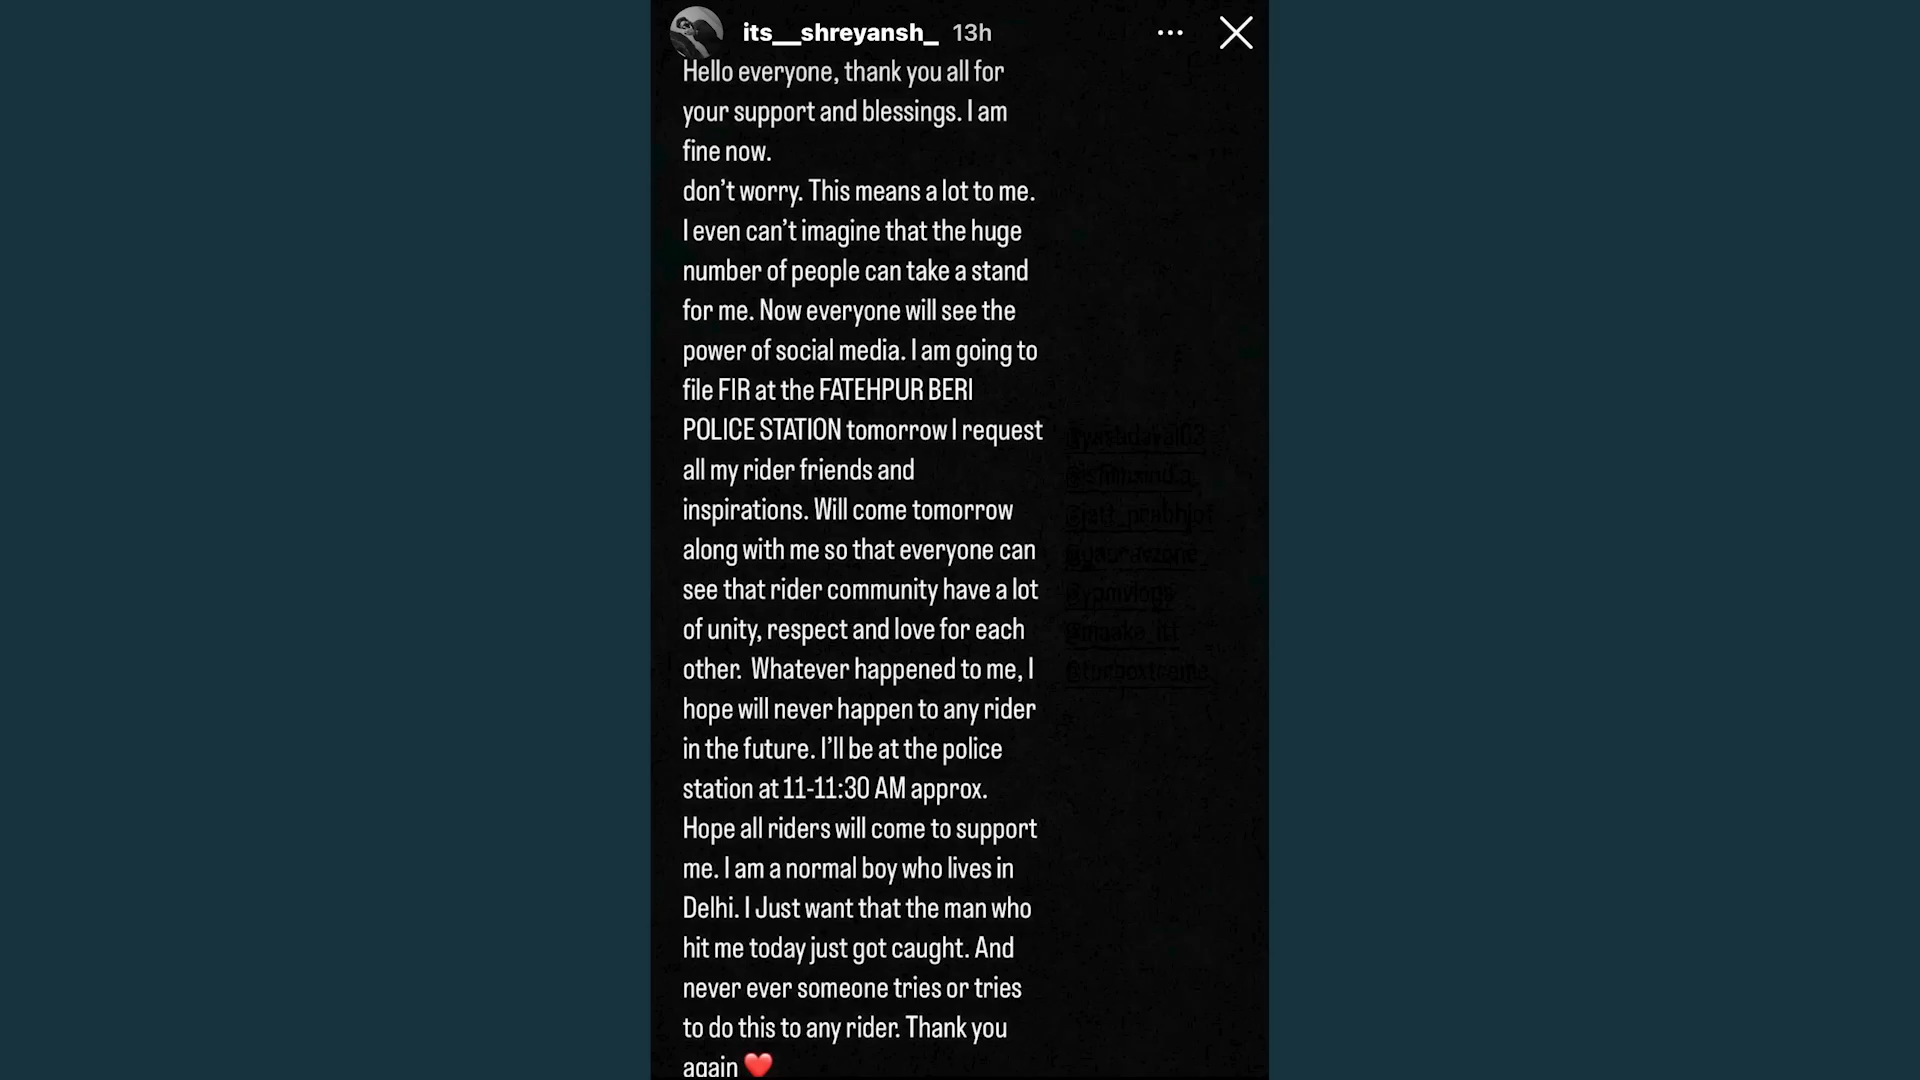 its__shreyansh_ 13h
Hello everyone, thank you all for
your support and blessings. I am
fine now.
don't worry. This means a lot to me.
I even can't imagine that the huge
number of people can take a stand
for me. Now everyone will see the
power of social media. I am going to
file FIR at the FATEHPUR BERI
POLICE STATION tomorrow I request
all my rider friends and
inspirations. Will come tomorrow
along with me so that everyone can
see that rider community have a lot
of unity, respect and love for each
other. Whatever happened to me, I
hope will never happen to any rider
in the future. I'll be at the police
station at 11-11:30 AM approx.
Hope all riders will come to support
me. I am a normal boy who lives in
Delhi. I Just want that the man who
hit me today just got caught. And
never ever someone tries or tries
to do this to any rider. Thank you
again ❤️